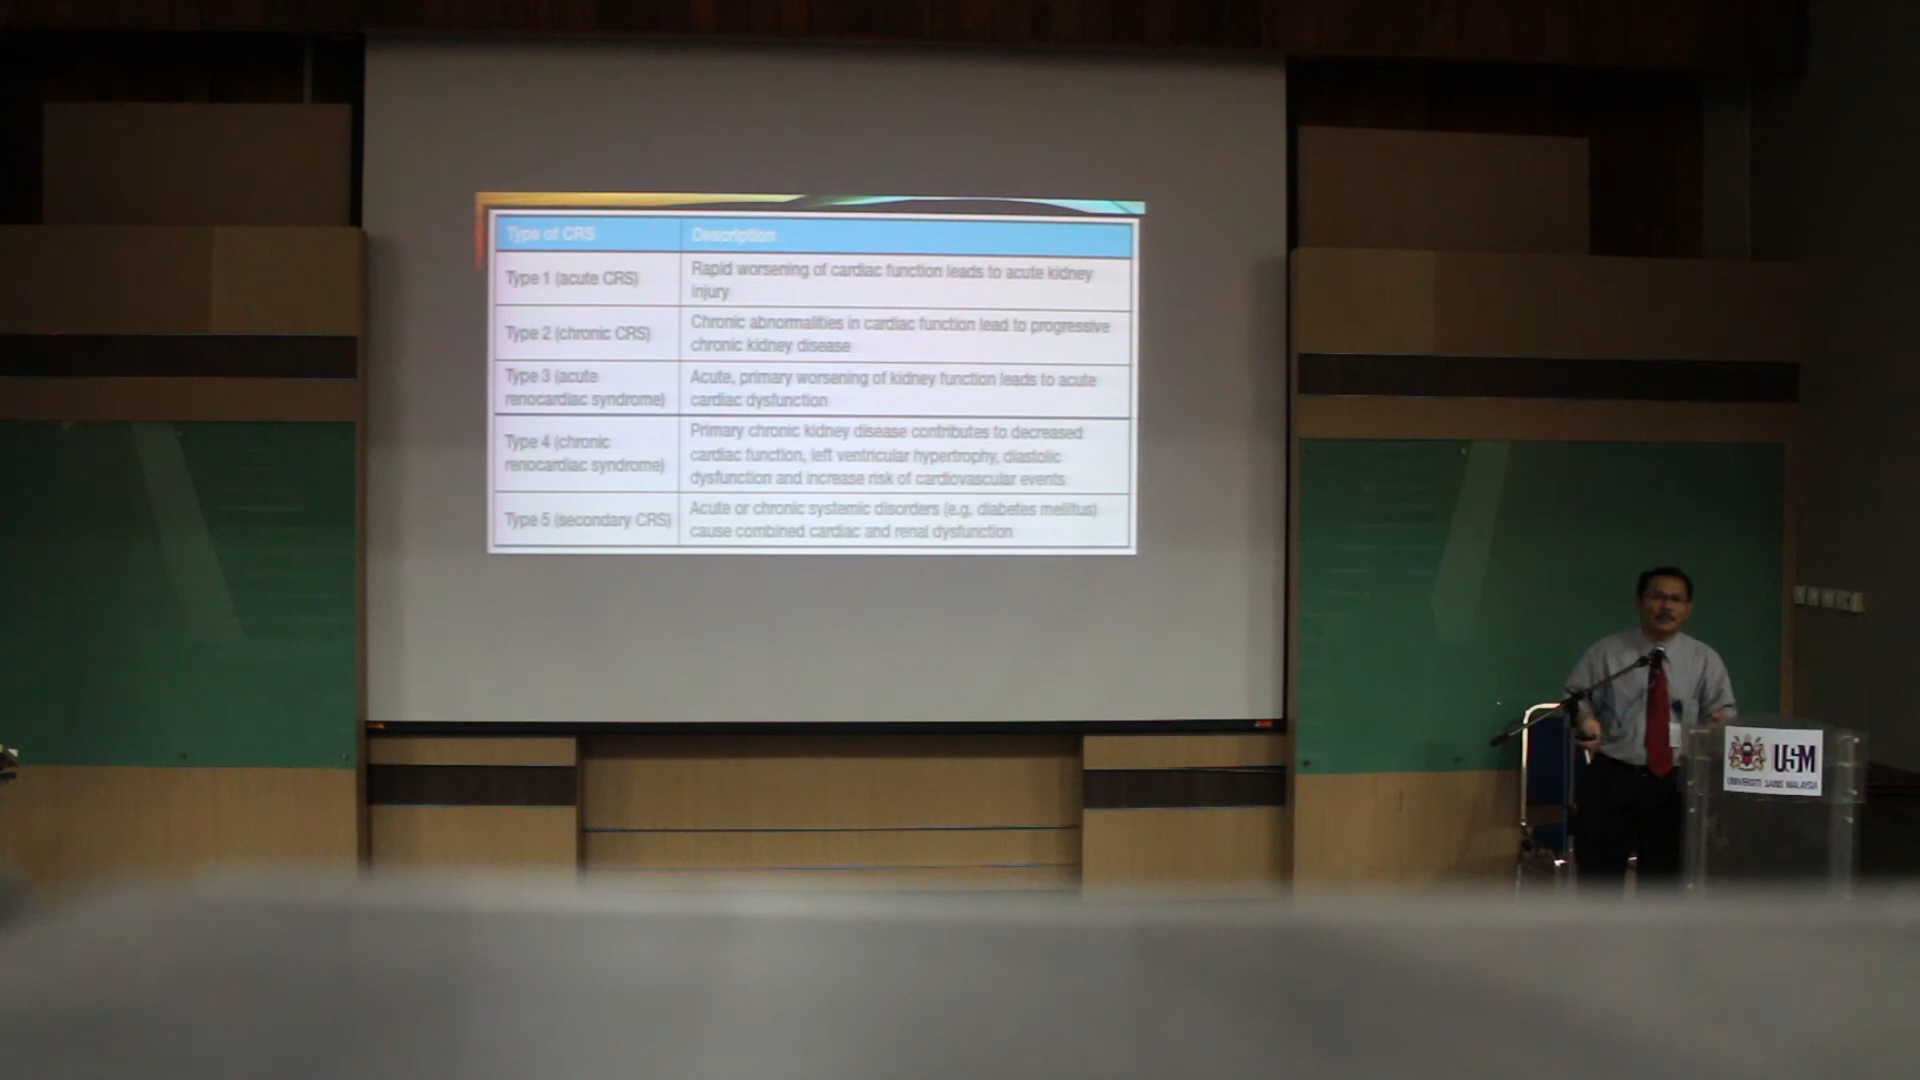 Type of CRS
Description
Type 1 (acute CRS)
Rapid worsening of cardiac function leads to acute kidney
injury
Type 2 (chronic CRS)
Chronic abnormalities in cardiac function lead to progressive
chronic kidney disease
Type 3 (acute
renocardiac syndrome)
Acute, primary worsening of kidney function leads to acute
cardiac dysfunction
Type 4 (chronic
renocardiac syndrome)
Primary chronic kidney disease contributes to decreased
cardiac function, left ventricular hypertrophy, diastolic
dysfunction and increase risk of cardiovascular events
Type 5 (secondary CRS)
Acute or chronic systemic disorders (e.g. diabetes mellitus)
cause combined cardiac and renal dysfunction
USM
UNIVERSITI SAINS MALAYSIA